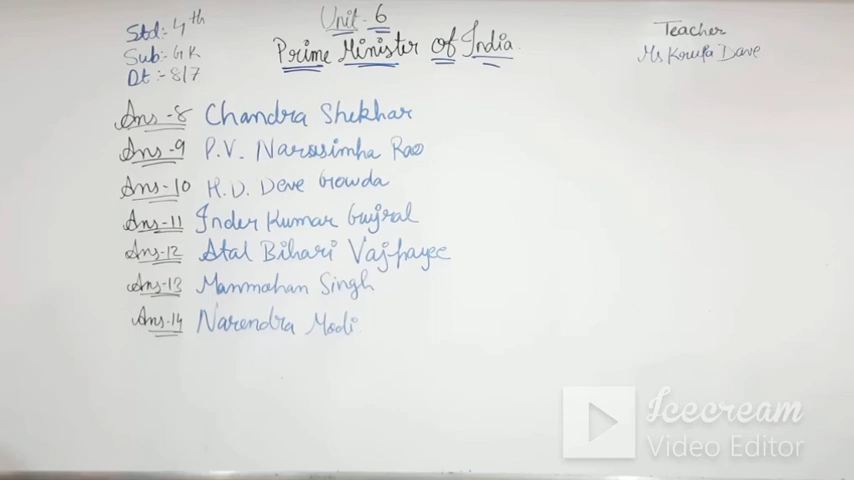 Unit - 6
Std:- 4th
Prime Minister of India
Teacher
Sub:- G K
Ms Krupa Dave
Dt :- 8/7
Ans -8 Chandra Shekhar
Ans -9 P.V. Narasimha Rao
Ans -10 H.D. Deve Gowda
Ans -11 Inder Kumar Gujral
Ans -12 Atal Bihari Vajpayee
Ans -13 Manmohan Singh
Ans -14 Narendra Modi
Icecream
Video Editor